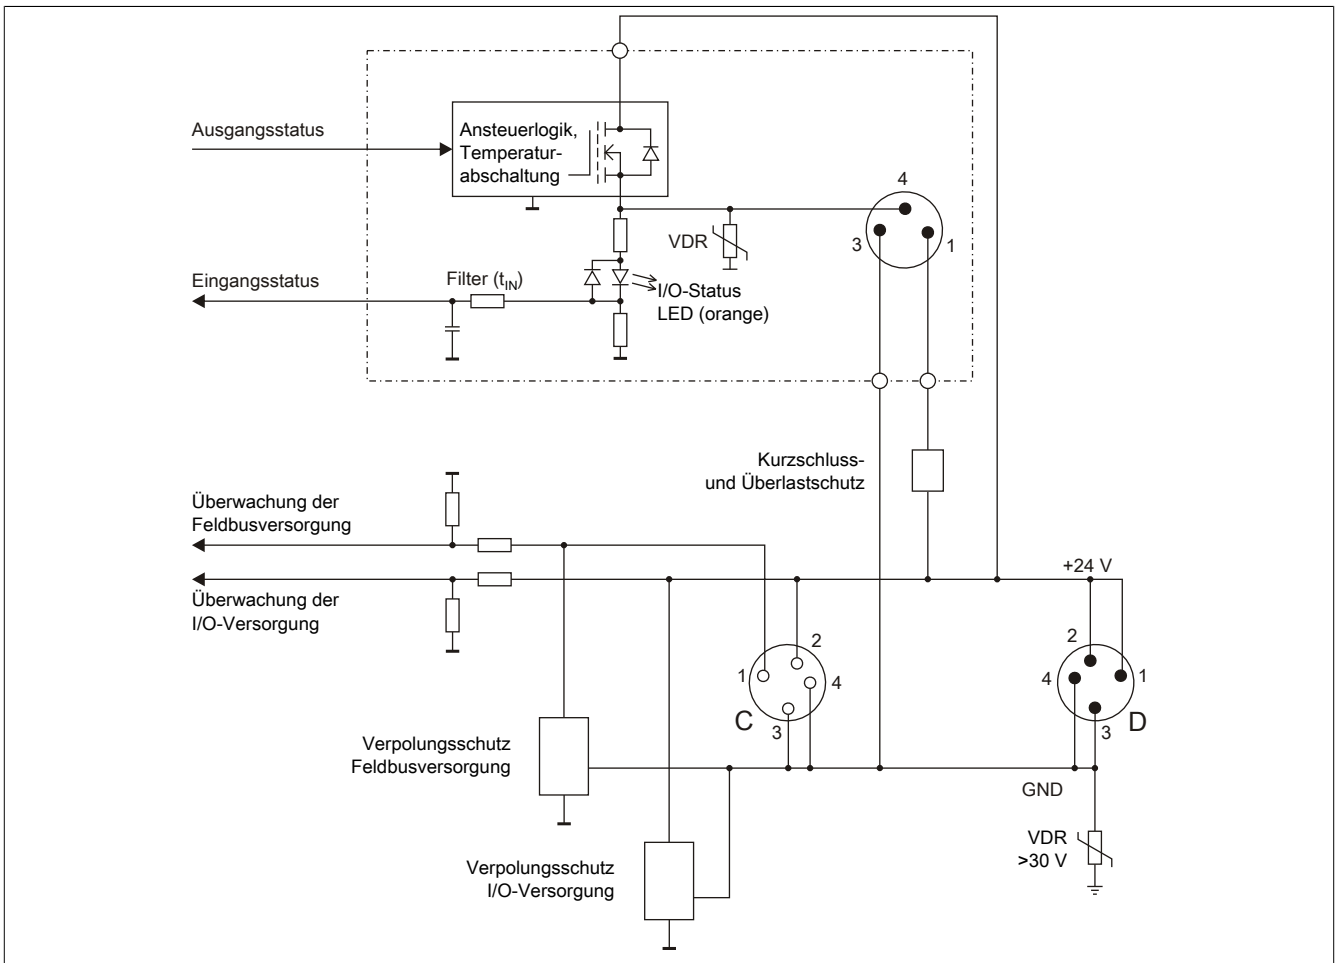 Ausgangsstatus
Ansteuerlogik,
Temperatur-
abschaltung
4
VDR
3
1
Eingangsstatus
Filter (tIN)
I/O-Status
LED (orange)
Kurzschluss-
und Überlastschutz
Überwachung der
Feldbusversorgung
+24 V
Überwachung der
I/O-Versorgung
2
1
4
C
3
2
4
1
D
3
Verpolungsschutz
Feldbusversorgung
GND
VDR
>30 V
Verpolungsschutz
I/O-Versorgung